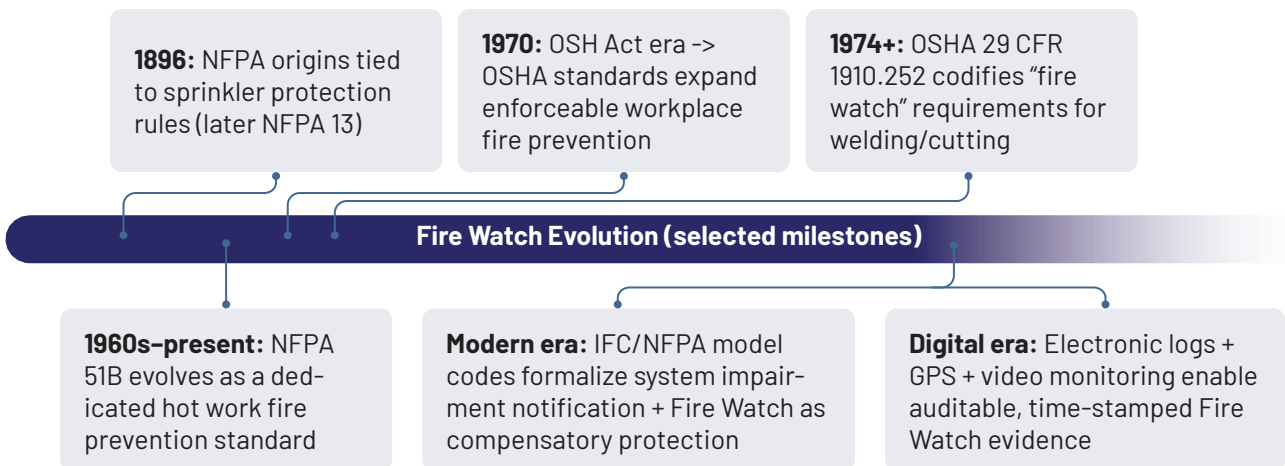 1896: NFPA origins tied
to sprinkler protection
rules (later NFPA 13)
1970: OSH Act era ->
OSHA standards expand
enforceable workplace
fire prevention
1974+: OSHA 29 CFR
1910.252 codifies “fire
watch” requirements for
welding/cutting
Fire Watch Evolution (selected milestones)
1960s–present: NFPA
51B evolves as a ded-
icated hot work fire
prevention standard
Modern era: IFC/NFPA model
codes formalize system impair-
ment notification + Fire Watch as
compensatory protection
Digital era: Electronic logs +
GPS + video monitoring enable
auditable, time-stamped Fire
Watch evidence